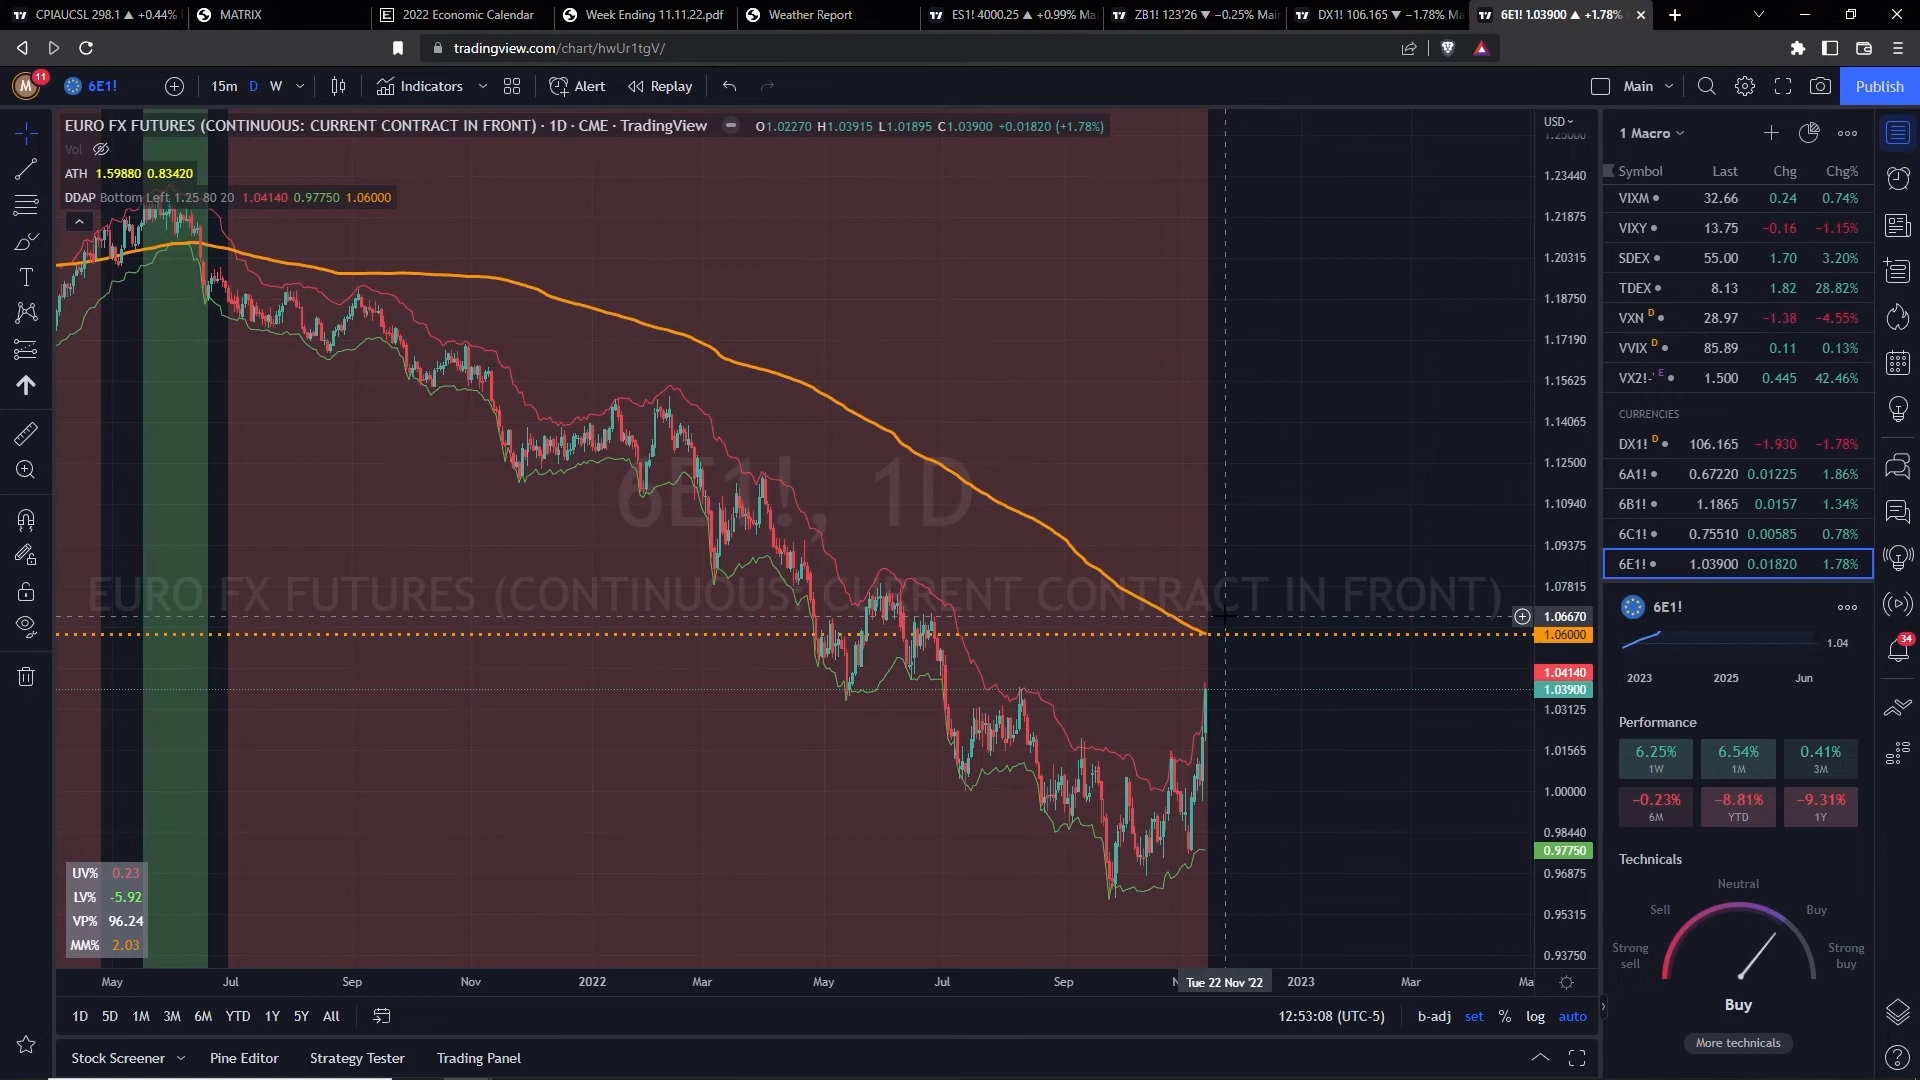 CPIAUCSL 298.1 ▲ +0.44%
MATRIX
2022 Economic Calendar
Week Ending 11.11.22.pdf
Weather Report
ES1! 4000.25 ▲ +0.99% Mai
ZB1! 123'26 ▼ −0.25% Mair
DX1! 106.165 ▼ −1.78% Ma
6E1! 1.03900 ▲ +1.78%
tradingview.com/chart/hwUr1tgV/
M 11 6E1! 15m D W Indicators Alert Replay Main Publish
EURO FX FUTURES (CONTINUOUS: CURRENT CONTRACT IN FRONT) · 1D · CME · TradingView O1.02270 H1.03915 L1.01895 C1.03900 +0.01820 (+1.78%)
Vol
ATH 1.59880 0.83420
DDAP Bottom Left 1.25 80 20 1.04140 0.97750 1.06000
6E1!, 1D
EURO FX FUTURES (CONTINUOUS: CURRENT CONTRACT IN FRONT)
USD
1.25000
1.23440
1.21875
1.20315
1.18750
1.17190
1.15625
1.14065
1.12500
1.10940
1.09375
1.07815
1.06670
1.06000
1.04140
1.03900
1.03125
1.01565
1.00000
0.98440
0.97750
0.96875
0.95315
0.93750
UV% 0.23
LV% -5.92
VP% 96.24
MM% 2.03
May Jul Sep Nov 2022 Mar May Jul Sep N Tue 22 Nov '22 2023 Mar Ma
1D 5D 1M 3M 6M YTD 1Y 5Y All 12:53:08 (UTC-5) b-adj set % log auto
Stock Screener Pine Editor Strategy Tester Trading Panel
1 Macro
Symbol Last Chg Chg%
VIXM 32.66 0.24 0.74%
VIXY 13.75 −0.16 −1.15%
SDEX 55.00 1.70 3.20%
TDEX 8.13 1.82 28.82%
VXN D 28.97 −1.38 −4.55%
VVIX D 85.89 0.11 0.13%
VX2!-' E 1.500 0.445 42.46%
CURRENCIES
DX1! D 106.165 −1.930 −1.78%
6A1! 0.67220 0.01225 1.86%
6B1! 1.1865 0.0157 1.34%
6C1! 0.75510 0.00585 0.78%
6E1! 1.03900 0.01820 1.78%
6E1!
1.04
2023 2025 Jun
Performance
6.25% 6.54% 0.41%
1W 1M 3M
−0.23% −8.81% −9.31%
6M YTD 1Y
Technicals
Neutral
Sell Buy
Strong sell Strong buy
Buy
More technicals
34